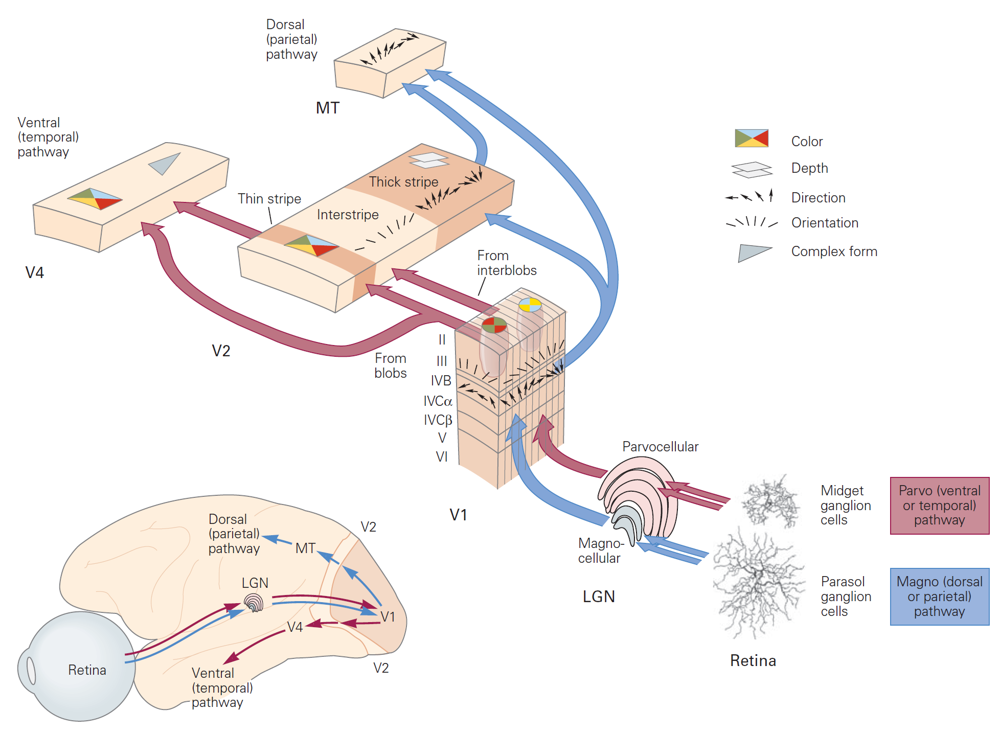 Dorsal
(parietal)
pathway
MT
Ventral
(temporal)
pathway
V4
Thin stripe
Interstripe
Thick stripe
V2
Color
Depth
Direction
Orientation
Complex form
From
interblobs
From
blobs
II
III
IVB
IVCα
IVCβ
V
VI
V1
Parvocellular
Magno-
cellular
LGN
Midget
ganglion
cells
Parvo (ventral
or temporal)
pathway
Parasol
ganglion
cells
Magno (dorsal
or parietal)
pathway
Retina
Dorsal
(parietal)
pathway
MT
V2
LGN
V1
V4
Retina
Ventral
(temporal)
pathway
V2